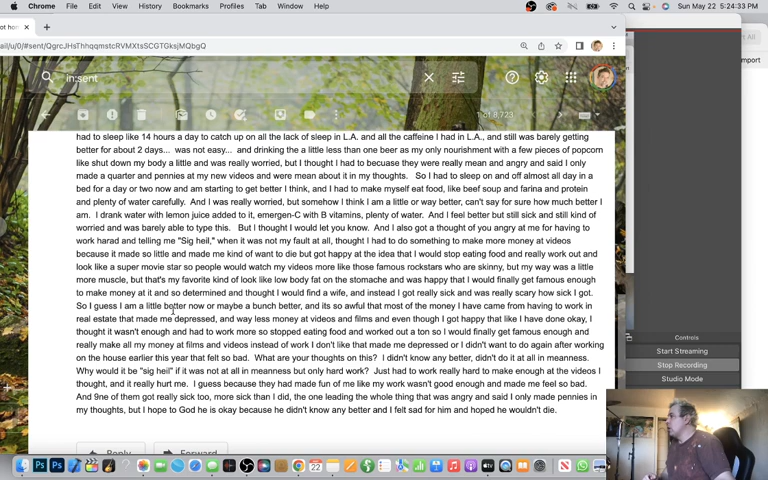 Chrome File Edit View History Bookmarks Profiles Tab Window Help Sun May 22 5:24:33 PM
at hom
ail/u/0/#sent/QgrcJHsThhqqmstcRVMXtsSCGTGksjMQbgQ
in:sent
1 of 8,723
import
had to sleep like 14 hours a day to catch up on all the lack of sleep in L.A. and all the caffeine I had in L.A., and still was barely getting
better for about 2 days... was not easy... and drinking the a little less than one beer as my only nourishment with a few pieces of popcorn
like shut down my body a little and was really worried, but I thought I had to becuase they were really mean and angry and said I only
made a quarter and pennies at my new videos and were mean about it in my thoughts. So I had to sleep on and off almost all day in a
bed for a day or two now and am starting to get better I think, and I had to make myself eat food, like beef soup and farina and protein
and plenty of water carefully. And I was really worried, but somehow I think I am a little or way better, can't say for sure how much better I
am. I drank water with lemon juice added to it, emergen-C with B vitamins, plenty of water. And I feel better but still sick and still kind of
worried and was barely able to type this. But I thought I would let you know. And I also got a thought of you angry at me for having to
work harad and telling me "Sig heil," when it was not my fault at all, thought I had to do something to make more money at videos
because it made so little and made me kind of want to die but got happy at the idea that I would stop eating food and really work out and
look like a super movie star so people would watch my videos more like those famous rockstars who are skinny, but my way was a little
more muscle, but that's my favorite kind of look like low body fat on the stomache and was happy that I would finally get famous enough
to make money at it and so determined and thought I would find a wife, and instead I got really sick and was really scary how sick I got.
So I guess I am a little better now or maybe a bunch better, and its so awful that most of the money I have came from having to work in
real estate that made me depressed, and way less money at videos and films and even though I got happy that like I have done okay, I
thought it wasn't enough and had to work more so stopped eating food and worked out a ton so I would finally get famous enough and
really make all my money at films and videos instead of work I don't like that made me depressed or I didn't want to do again after working
on the house earlier this year that felt so bad. What are your thoughts on this? I didn't know any better, didn't do it at all in meanness.
Why would it be "sig heil" if it was not at all in meanness but only hard work? Just had to work really hard to make enough at the videos I
thought, and it really hurt me. I guess because they had made fun of me like my work wasn't good enough and made me feel so bad.
And 9ne of them got really sick too, more sick than I did, the one leading the whole thing that was angry and said I only made pennies in
my thoughts, but I hope to God he is okay because he didn't know any better and I felt sad for him and hoped he wouldn't die.
Reply Forward
Controls
Start Streaming
Stop Recording
Studio Mode